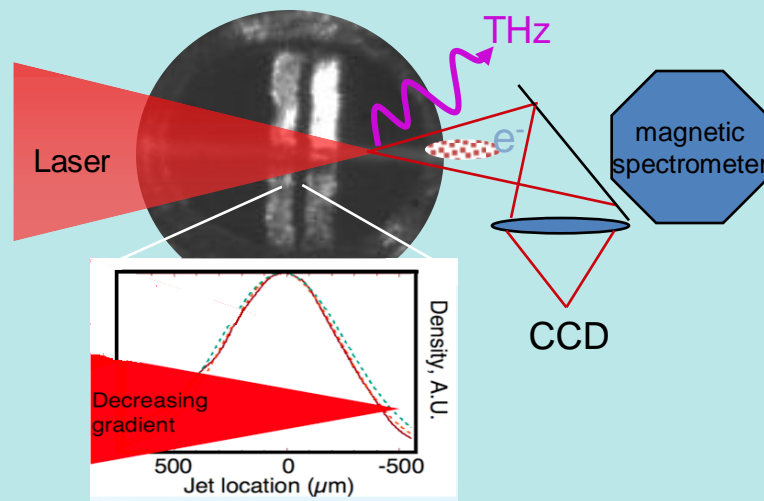 THz
Laser
e-
magnetic
spectrometer
CCD
Density, A.U.
Decreasing
gradient
500
0
-500
Jet location (µm)